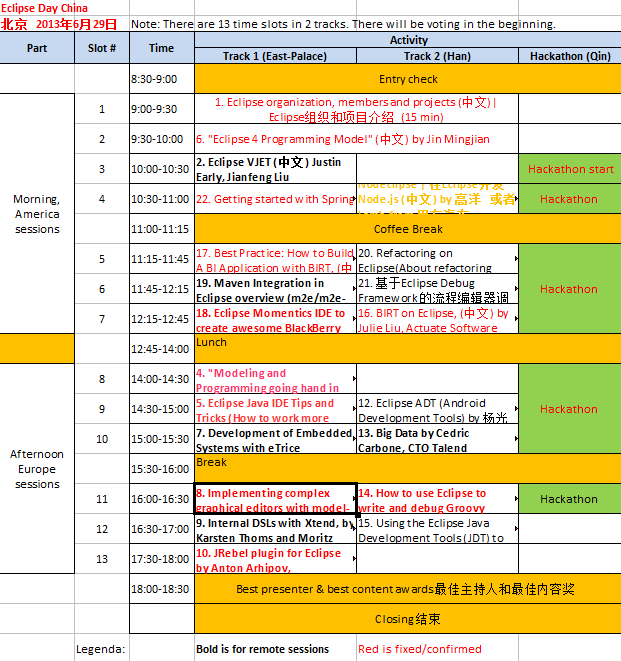 Eclipse Day China
北京 2013年6月29日 Note: There are 13 time slots in 2 tracks. There will be voting in the beginning.
Part Slot # Time Activity
Track 1 (East-Palace) Track 2 (Han) Hackathon (Qin)
8:30-9:00 Entry check
Morning, America sessions
1 9:00-9:30 1. Eclipse organization, members and projects (中文) |
Eclipse组织和项目介绍 (15 min)
2 9:30-10:00 6. "Eclipse 4 Programming Model" (中文) by Jin Mingjian
3 10:00-10:30 2. Eclipse VJET (中文) Justin
Early, Jianfeng Liu
Hackathon start
4 10:30-11:00 22. Getting started with Spring
Node.js (中文) by 高洋 或者
Hackathon
11:00-11:15 Coffee Break
5 11:15-11:45 17. Best Practice: How to Build
A BI Application with BIRT, (中
20. Refactoring on
Eclipse(About refactoring
6 11:45-12:15 19. Maven Integration in
Eclipse overview (m2e/m2e-
21. 基于Eclipse Debug
Framework的流程编辑器调
Hackathon
7 12:15-12:45 18. Eclipse Momentics IDE to
create awesome BlackBerry
16. BIRT on Eclipse, (中文) by
Julie Liu, Actuate Software
12:45-14:00 Lunch
Afternoon Europe sessions
8 14:00-14:30 4. "Modeling and
Programming going hand in
9 14:30-15:00 5. Eclipse Java IDE Tips and
Tricks (How to work more
12. Eclipse ADT (Android
Development Tools) by 杨光
Hackathon
10 15:00-15:30 7. Development of Embedded
Systems with eTrice
13. Big Data by Cedric
Carbone, CTO Talend
15:30-16:00 Break
11 16:00-16:30 8. Implementing complex
graphical editors with model-
14. How to use Eclipse to
write and debug Groovy
Hackathon
12 16:30-17:00 9. Internal DSLs with Xtend, by
Karsten Thoms and Moritz
15. Using the Eclipse Java
Development Tools (JDT) to
13 17:30-18:00 10. JRebel plugin for Eclipse
by Anton Arhipov,
18:00-18:30 Best presenter & best content awards最佳主持人和最佳内容奖
Closing结束
Legenda: Bold is for remote sessions Red is fixed/confirmed